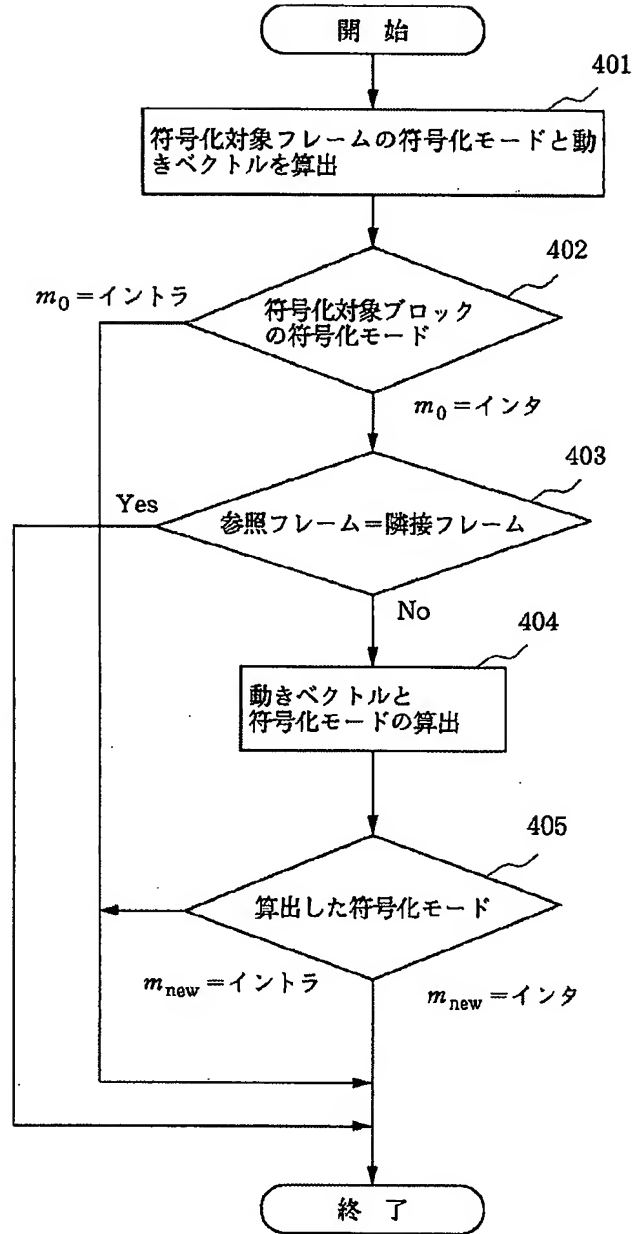 開 始
401
符号化対象フレームの符号化モードと動
きベクトルを算出
402
m0＝イントラ
符号化対象ブロック
の符号化モード
m0＝インタ
403
Yes
参照フレーム＝隣接フレーム
No
404
動きベクトルと
符号化モードの算出
405
算出した符号化モード
mnew＝イントラ
mnew＝インタ
終 了